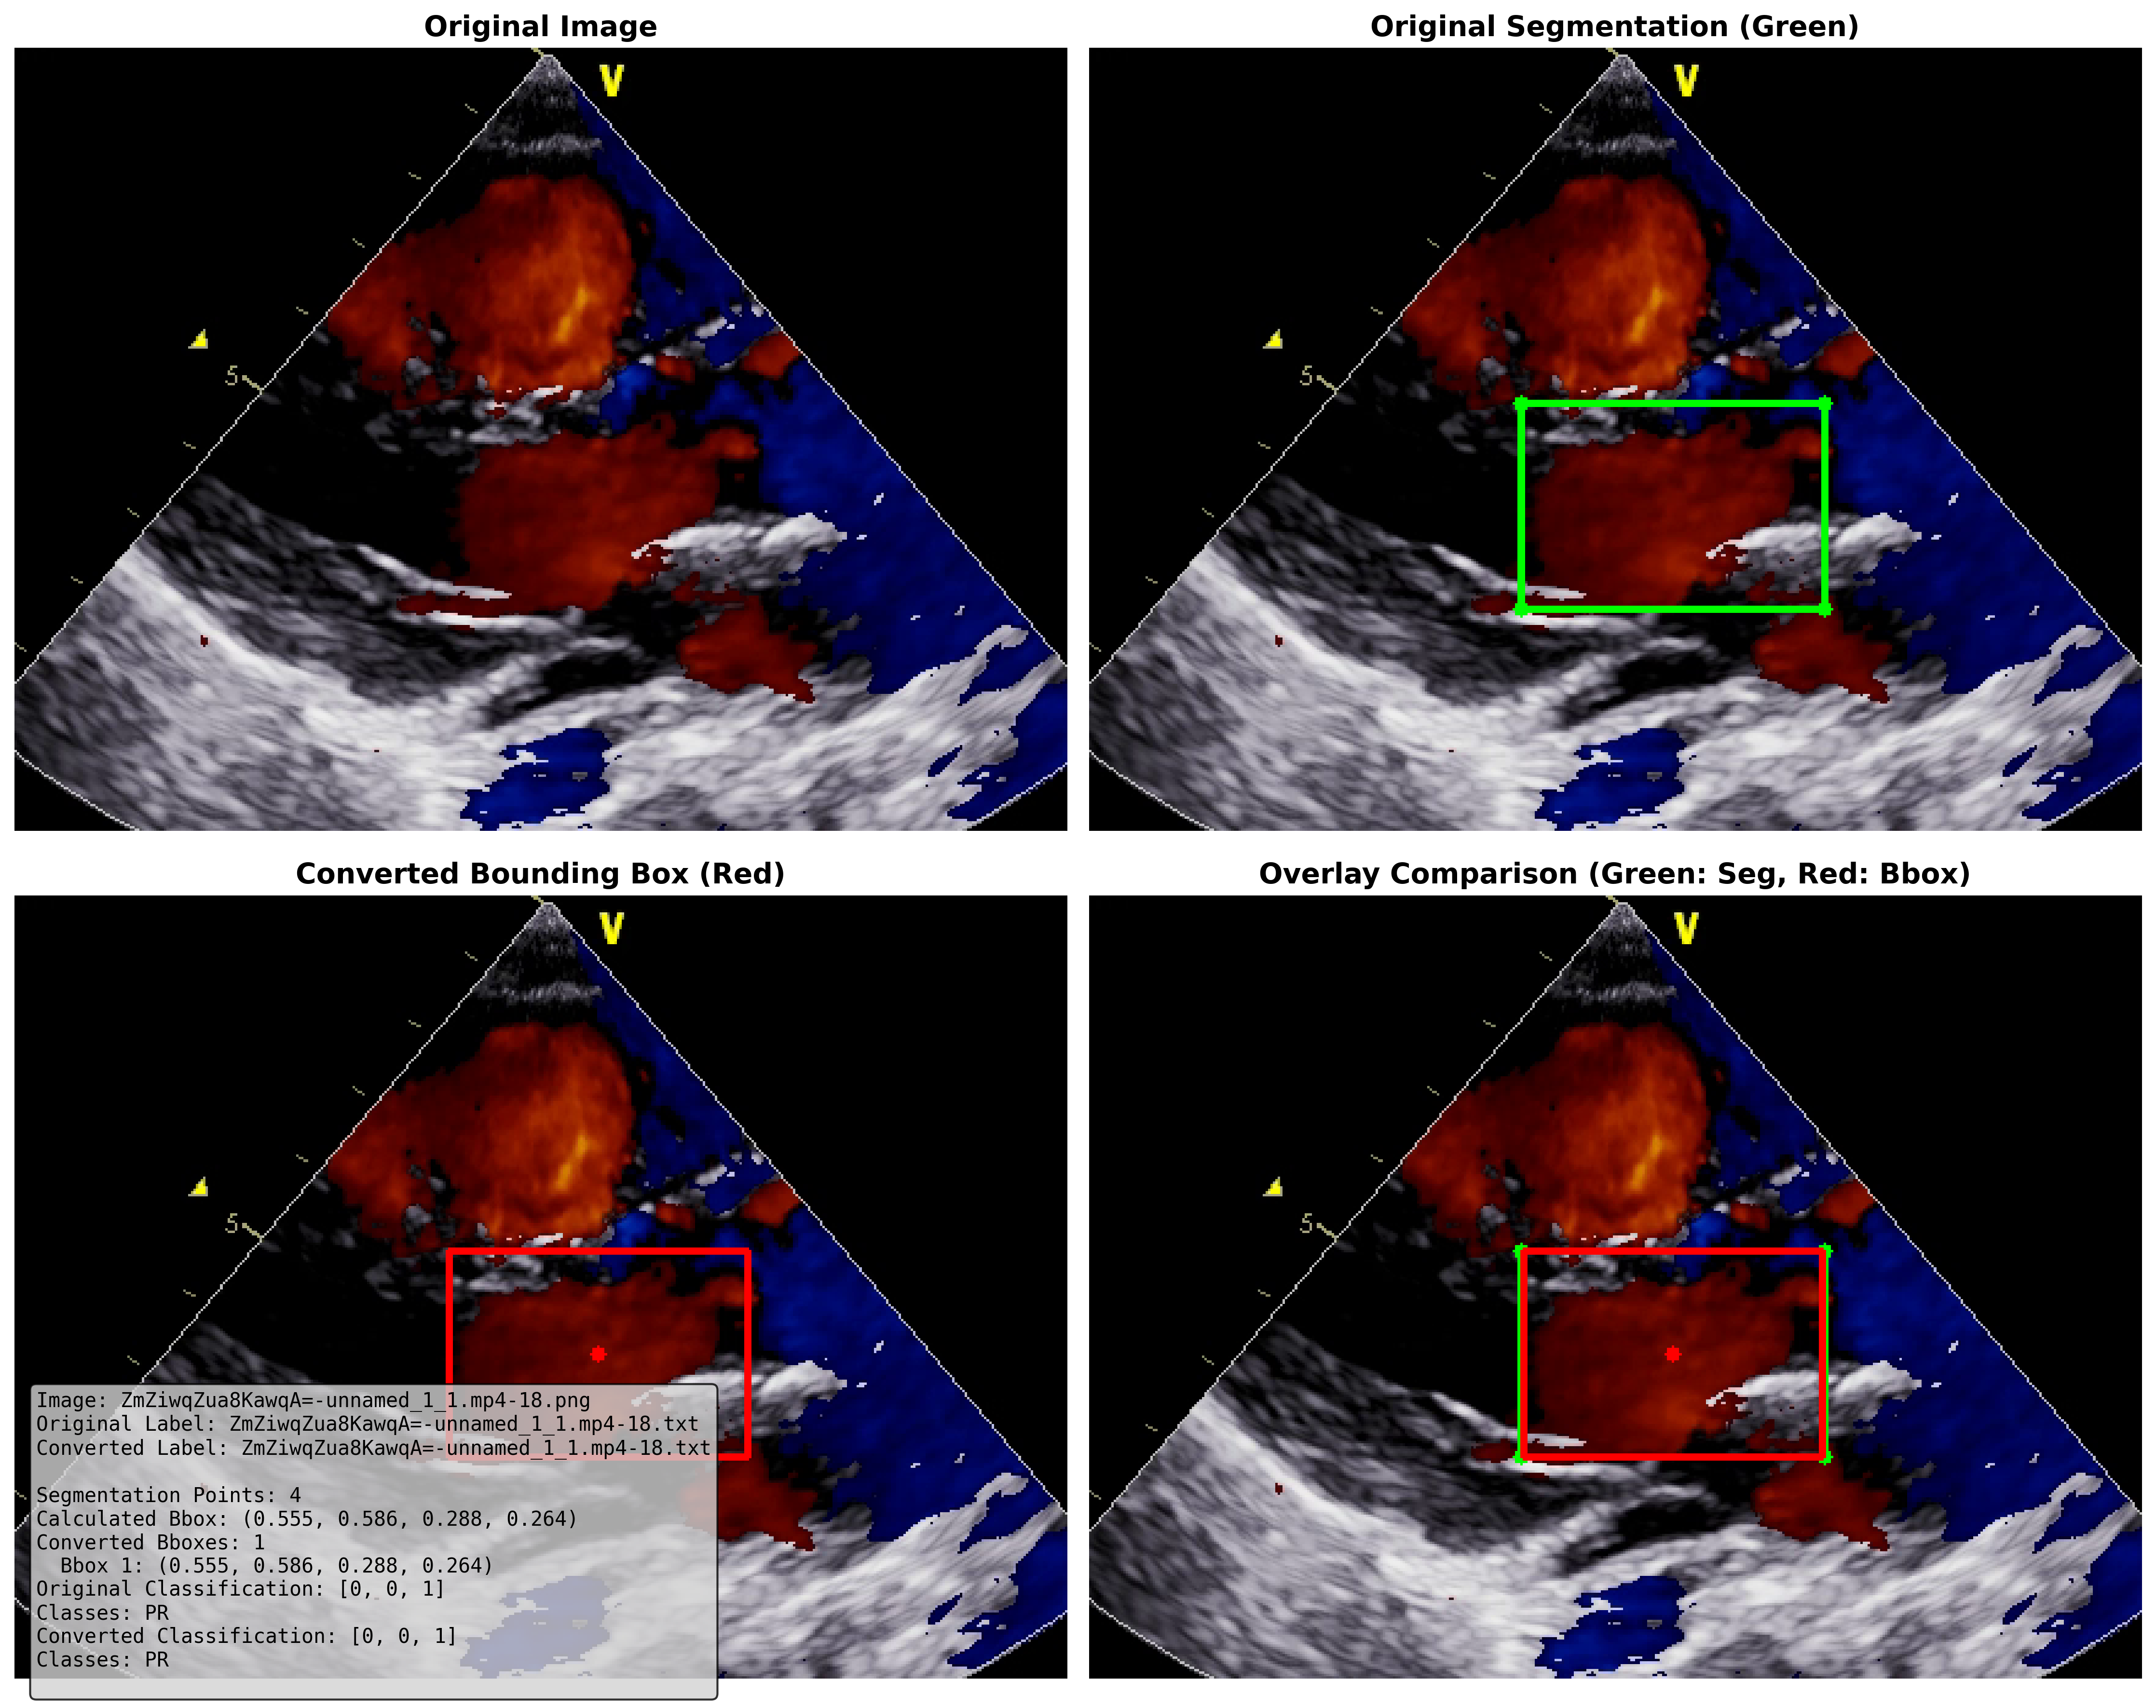 Original Image
Original Segmentation (Green)
V
5
V
5
Converted Bounding Box (Red)
Overlay Comparison (Green: Seg, Red: Bbox)
V
5
V
5
Image: ZmZiwqZua8KawqA=-unnamed_1_1.mp4-18.png
Original Label: ZmZiwqZua8KawqA=-unnamed_1_1.mp4-18.txt
Converted Label: ZmZiwqZua8KawqA=-unnamed_1_1.mp4-18.txt
Segmentation Points: 4
Calculated Bbox: (0.555, 0.586, 0.288, 0.264)
Converted Bboxes: 1
Bbox 1: (0.555, 0.586, 0.288, 0.264)
Original Classification: [0, 0, 1]
Classes: PR
Converted Classification: [0, 0, 1]
Classes: PR